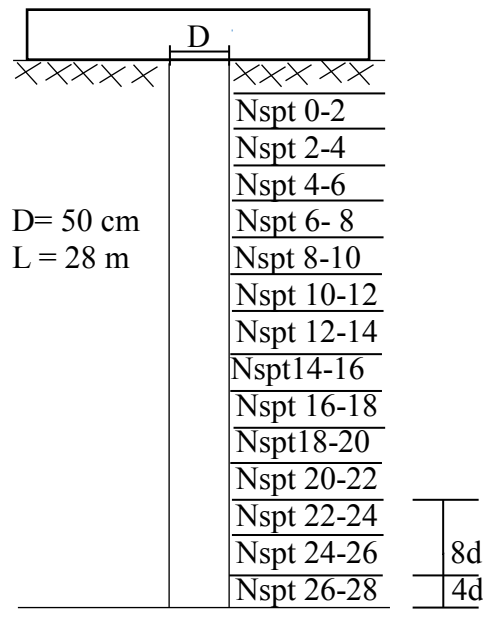 D
Nspt 0-2
Nspt 2-4
Nspt 4-6
D= 50 cm
Nspt 6- 8
L = 28 m
Nspt 8-10
Nspt 10-12
Nspt 12-14
Nspt14-16
Nspt 16-18
Nspt18-20
Nspt 20-22
Nspt 22-24
Nspt 24-26
8d
Nspt 26-28
4d